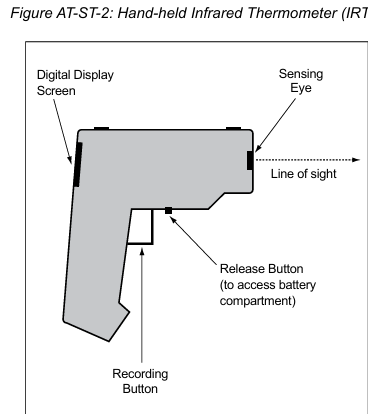 Figure AT-ST-2: Hand-held Infrared Thermometer (IRT
Digital Display
Screen
Sensing
Eye
Line of sight
Release Button
(to access battery
compartment)
Recording
Button